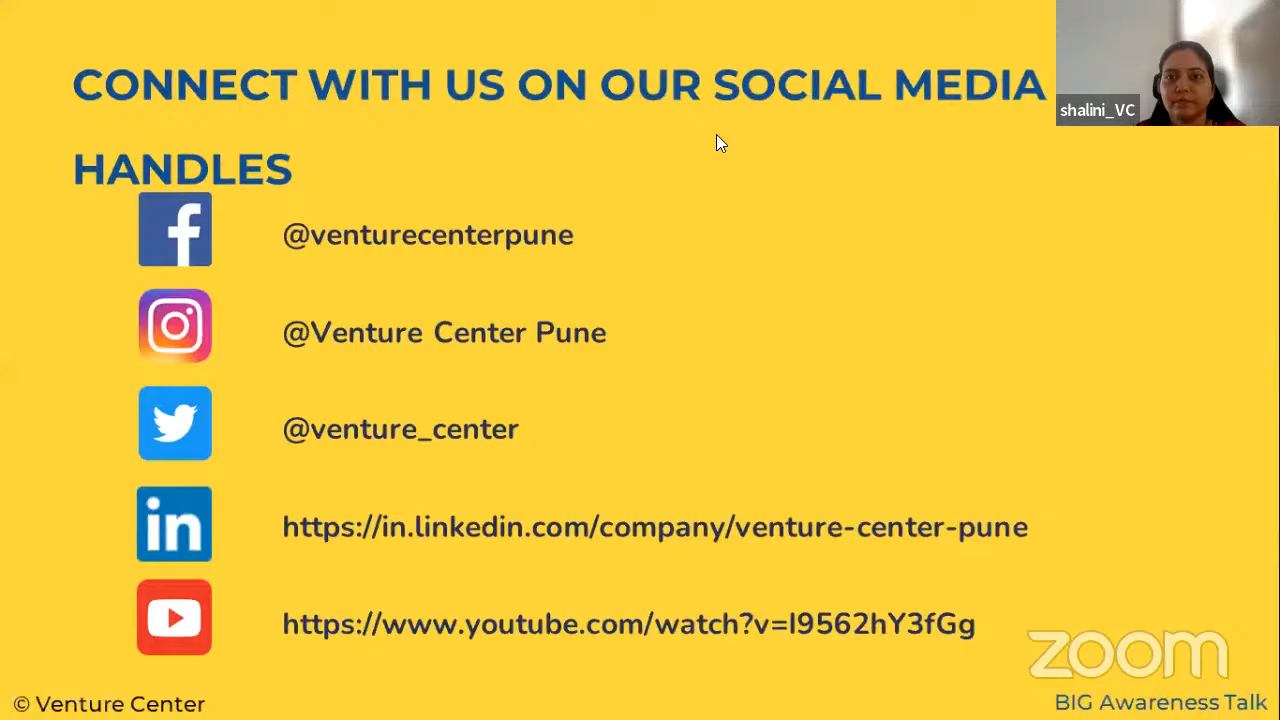 CONNECT WITH US ON OUR SOCIAL MEDIA
HANDLES
shalini_VC
@venturecenterpune
@Venture Center Pune
@venture_center
https://in.linkedin.com/company/venture-center-pune
https://www.youtube.com/watch?v=I9562hY3fGg
zoom
© Venture Center
BIG Awareness Talk